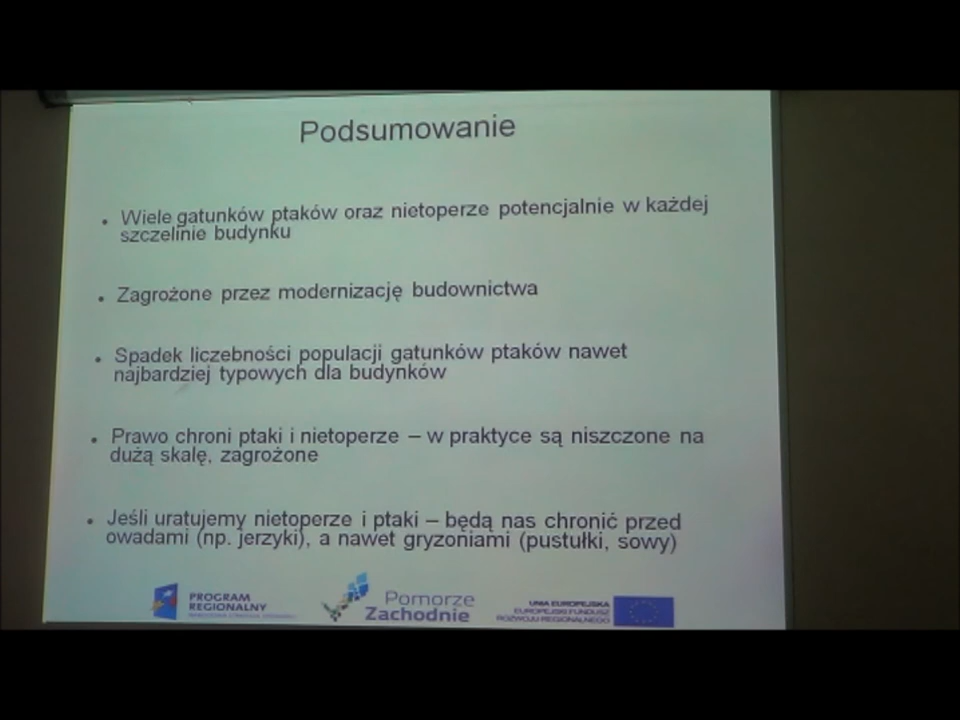 Podsumowanie
• Wiele gatunków ptaków oraz nietoperze potencjalnie w każdej
szczelinie budynku
• Zagrożone przez modernizację budownictwa
• Spadek liczebności populacji gatunków ptaków nawet
najbardziej typowych dla budynków
• Prawo chroni ptaki i nietoperze – w praktyce są niszczone na
dużą skalę, zagrożone
• Jeśli uratujemy nietoperze i ptaki – będą nas chronić przed
owadami (np. jerzyki), a nawet gryzoniami (pustułki, sowy)
PROGRAM
REGIONALNY
Pomorze
Zachodnie
UNIA EUROPEJSKA
EUROPEJSKI FUNDUSZ
ROZWOJU REGIONALNEGO